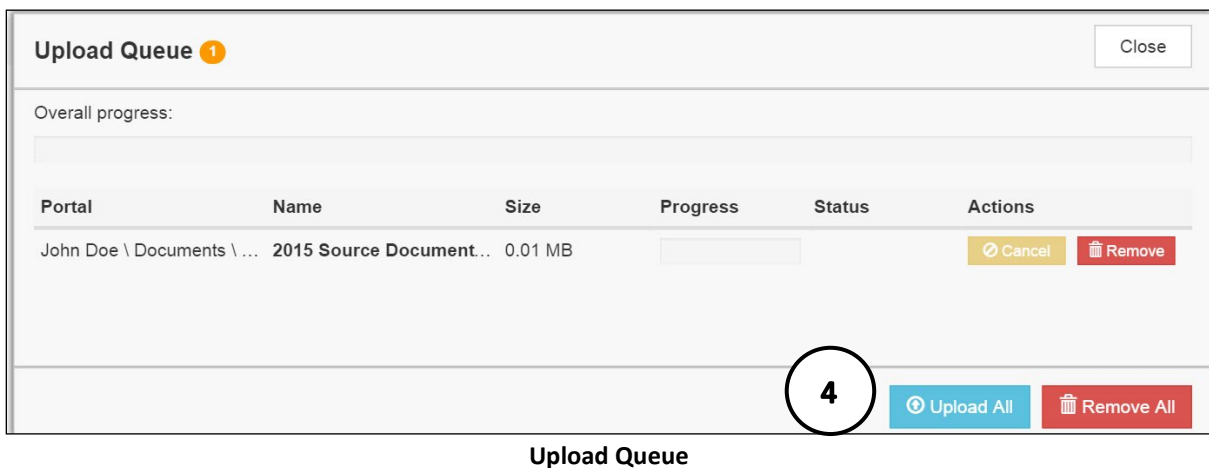 Upload Queue 1
Close
Overall progress:
Portal Name Size Progress Status Actions
John Doe \ Documents \ ... 2015 Source Document... 0.01 MB Cancel Remove
4 Upload All Remove All
Upload Queue